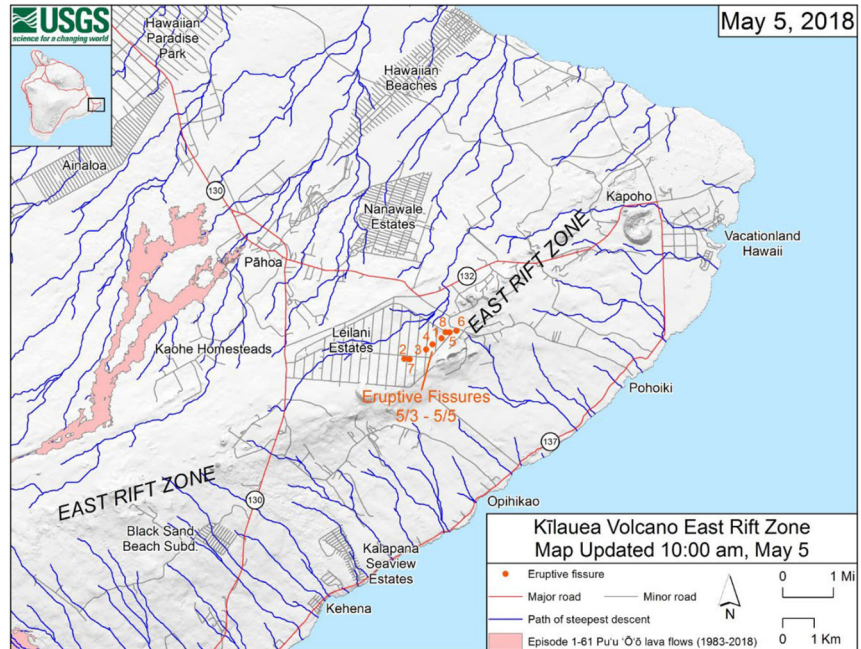 USGS
science for a changing world
May 5, 2018
Hawaiian
Paradise
Park
Hawaiian
Beaches
Ainaloa
130
Nanawale
Estates
Kapoho
Vacationland
Hawaii
Pāhoa
132
EAST RIFT ZONE
Leilani
Estates
Kaohe Homesteads
2
7
3
4
1
8
5
6
Eruptive Fissures
5/3 - 5/5
Pohoiki
137
EAST RIFT ZONE
130
Opihikao
Black Sand
Beach Subd.
Kalapana
Seaview
Estates
Kehena
Kīlauea Volcano East Rift Zone
Map Updated 10:00 am, May 5
Eruptive fissure
Major road
Minor road
Path of steepest descent
Episode 1-61 Pu‘u ‘Ō‘ō lava flows (1983-2018)
N
0 1 Mi
0 1 Km